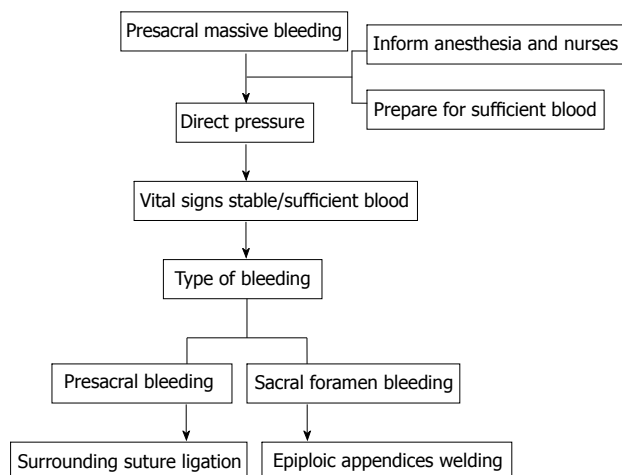 Presacral massive bleeding
Inform anesthesia and nurses
Prepare for sufficient blood
Direct pressure
Vital signs stable/sufficient blood
Type of bleeding
Presacral bleeding
Sacral foramen bleeding
Surrounding suture ligation
Epiploic appendices welding